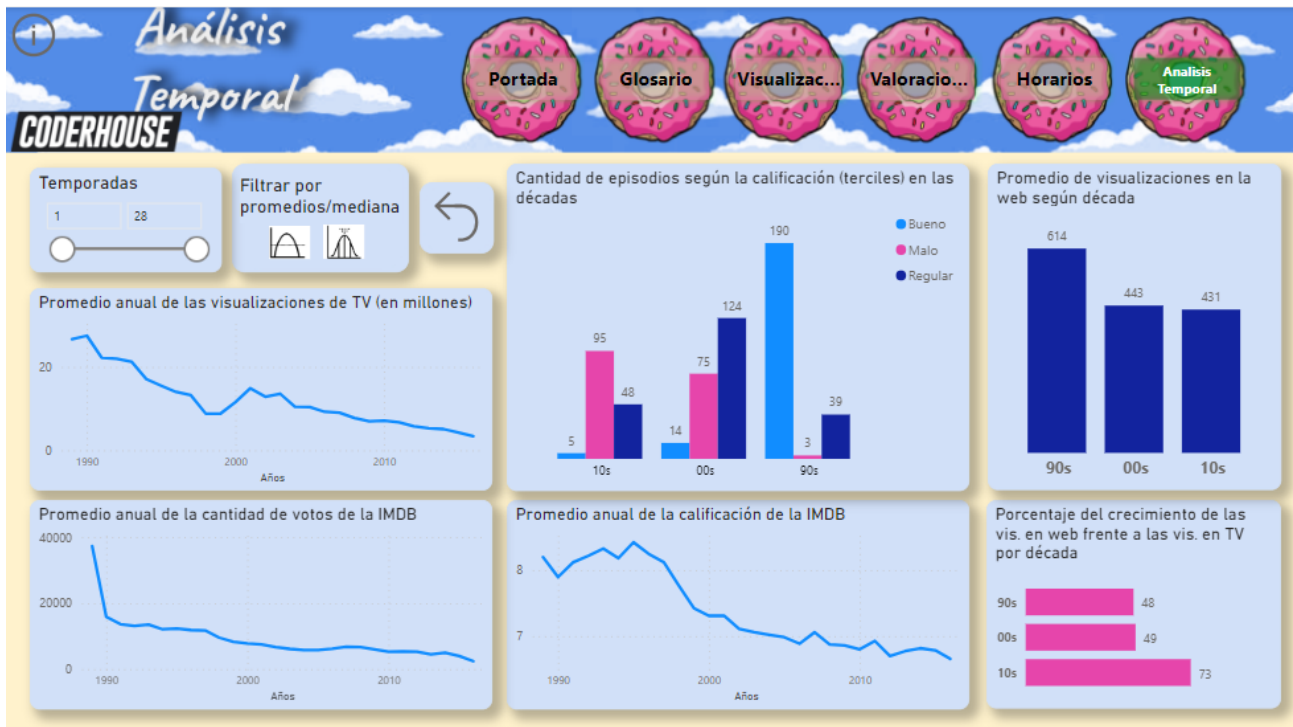 Análisis
Temporal
CODERHOUSE
Portada
Glosario
Visualizac...
Valoracio...
Horarios
Analisis
Temporal
Temporadas
1
28
Filtrar por
promedios/mediana
Cantidad de episodios según la calificación (terciles) en las
décadas
Bueno
Malo
Regular
5
95
48
10s
14
75
124
00s
190
3
39
90s
Promedio de visualizaciones en la
web según década
614
443
431
90s
00s
10s
Promedio anual de las visualizaciones de TV (en millones)
20
0
1990
2000
2010
Años
Promedio anual de la cantidad de votos de la IMDB
40000
20000
0
1990
2000
2010
Años
Promedio anual de la calificación de la IMDB
8
7
1990
2000
2010
Años
Porcentaje del crecimiento de las
vis. en web frente a las vis. en TV
por década
90s
48
00s
49
10s
73